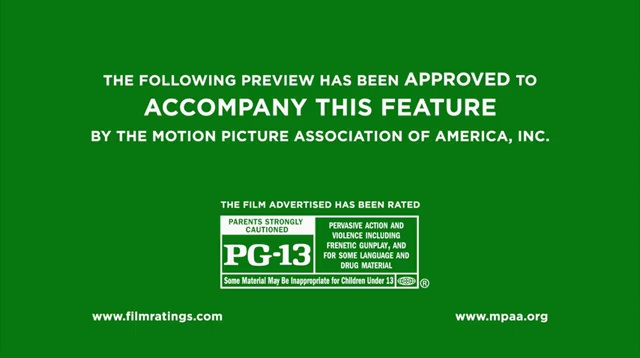 THE FOLLOWING PREVIEW HAS BEEN APPROVED TO
ACCOMPANY THIS FEATURE
BY THE MOTION PICTURE ASSOCIATION OF AMERICA, INC.
THE FILM ADVERTISED HAS BEEN RATED
PARENTS STRONGLY
CAUTIONED
PG-13
PERVASIVE ACTION AND
VIOLENCE INCLUDING
FRENETIC GUNPLAY, AND
FOR SOME LANGUAGE AND
DRUG MATERIAL
Some Material May Be Inappropriate for Children Under 13
®
www.filmratings.com
www.mpaa.org